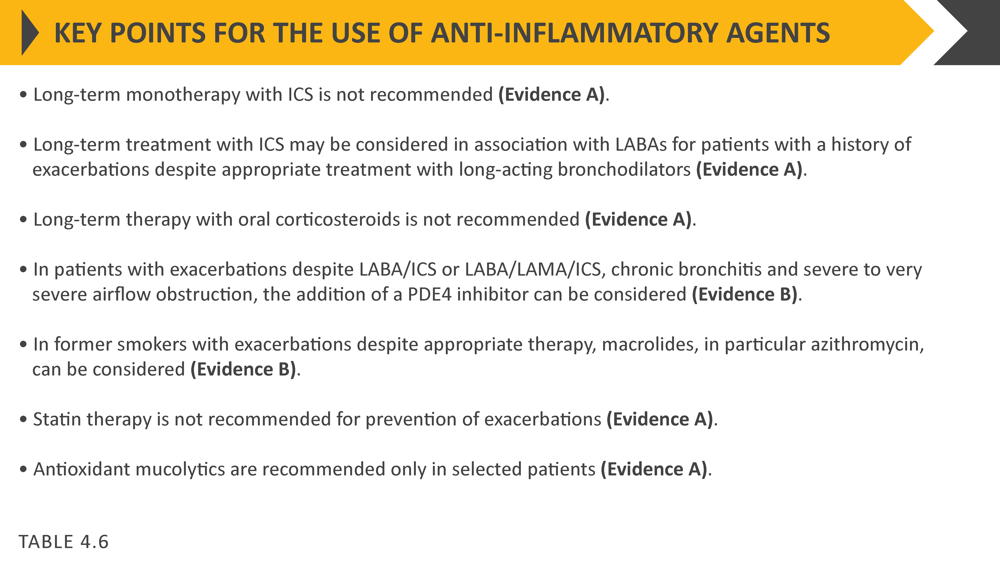 KEY POINTS FOR THE USE OF ANTI-INFLAMMATORY AGENTS
• Long-term monotherapy with ICS is not recommended (Evidence A).
• Long-term treatment with ICS may be considered in association with LABAs for patients with a history of
exacerbations despite appropriate treatment with long-acting bronchodilators (Evidence A).
• Long-term therapy with oral corticosteroids is not recommended (Evidence A).
• In patients with exacerbations despite LABA/ICS or LABA/LAMA/ICS, chronic bronchitis and severe to very
severe airflow obstruction, the addition of a PDE4 inhibitor can be considered (Evidence B).
• In former smokers with exacerbations despite appropriate therapy, macrolides, in particular azithromycin,
can be considered (Evidence B).
• Statin therapy is not recommended for prevention of exacerbations (Evidence A).
• Antioxidant mucolytics are recommended only in selected patients (Evidence A).
TABLE 4.6